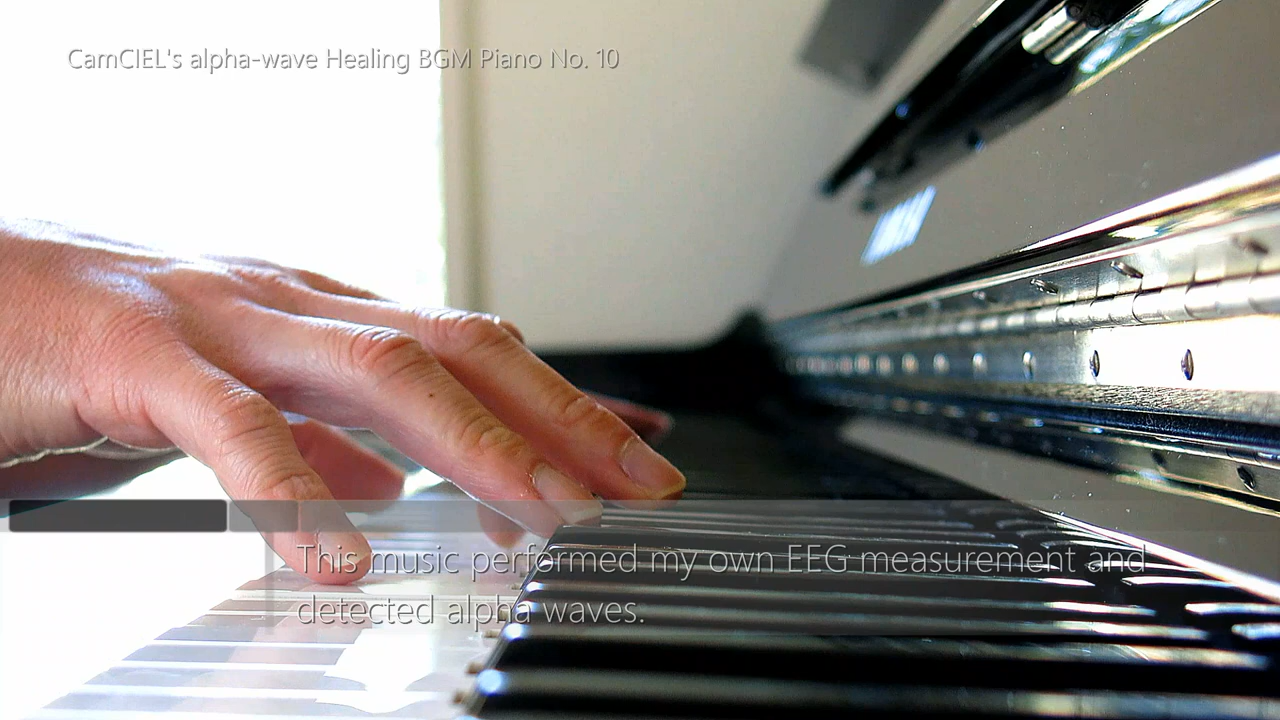 CamCIEL's alpha-wave Healing BGM Piano No. 10
This music performed my own EEG measurement and
detected alpha waves.